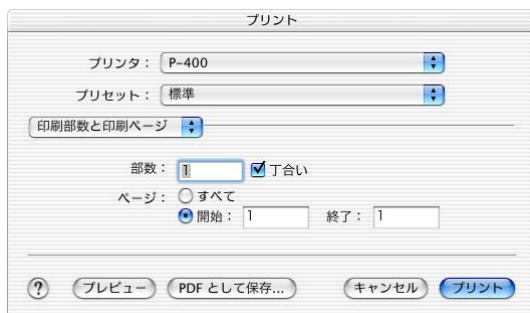 プリント
プリンタ： P-400
プリセット： 標準
印刷部数と印刷ページ
部数： 1 丁合い
ページ： すべて
開始： 1 終了： 1
? プレビュー PDF として保存... キャンセル プリント